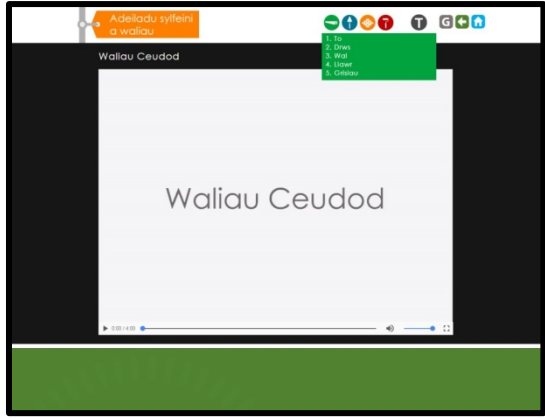 Adeiladu sylfeini
a waliau
T
G
Waliau Ceudod
1. To
2. Drws
3. Wal
4. Llawr
5. Grisiau
Waliau Ceudod
0:00 / 4:00